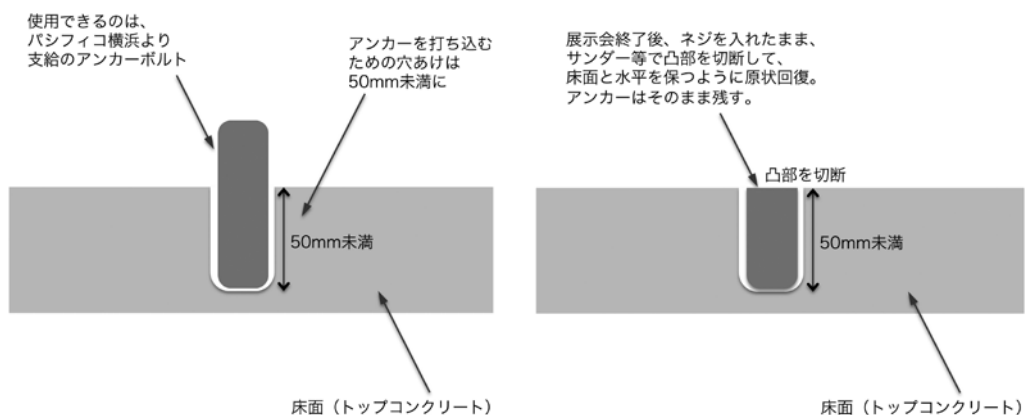 使用できるのは、
パシフィコ横浜より
支給のアンカーボルト
アンカーを打ち込む
ための穴あけは
50mm未満に
50mm未満
床面（トップコンクリート）
展示会終了後、ネジを入れたまま、
サンダー等で凸部を切断して、
床面と水平を保つように原状回復。
アンカーはそのまま残す。
凸部を切断
50mm未満
床面（トップコンクリート）